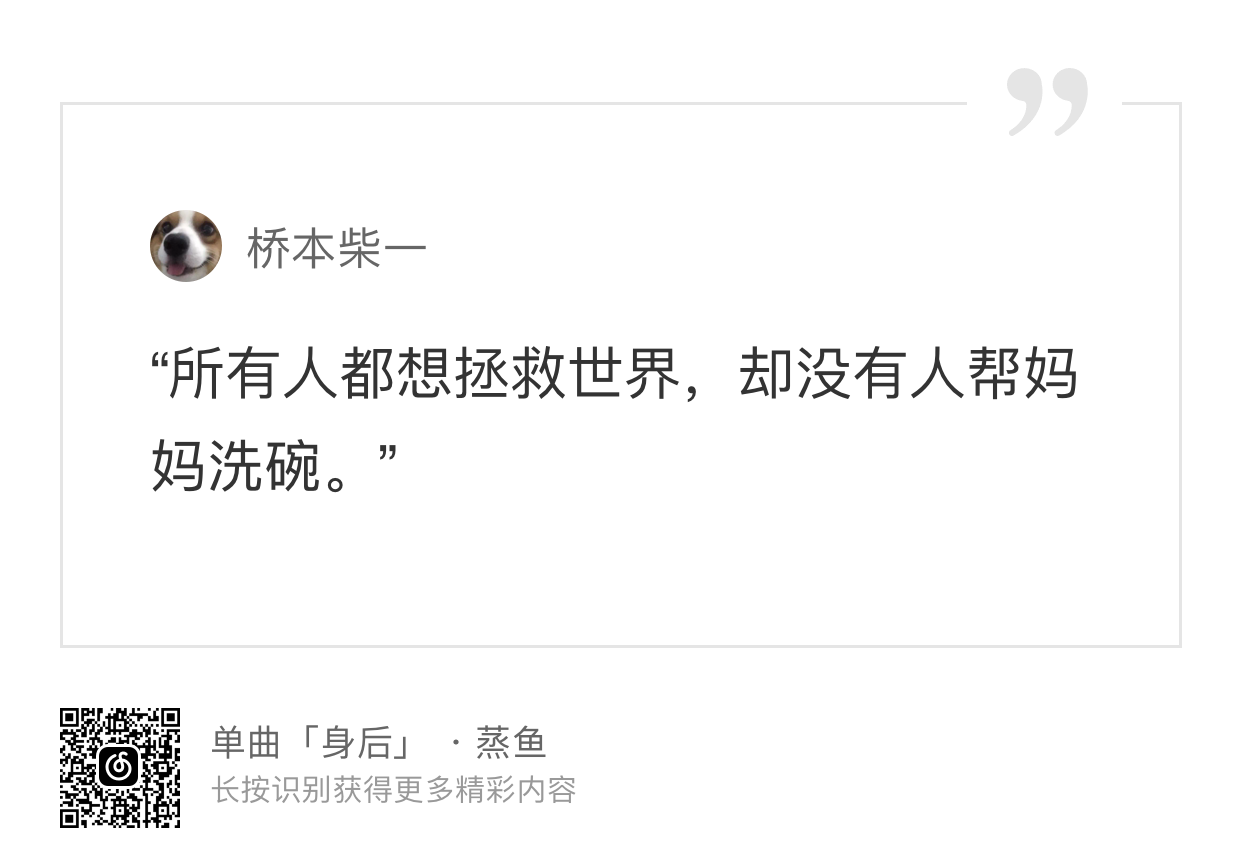 ”
桥本柴一
“所有人都想拯救世界，却没有人帮妈
妈洗碗。”
单曲「身后」 · 蒸鱼
长按识别获得更多精彩内容